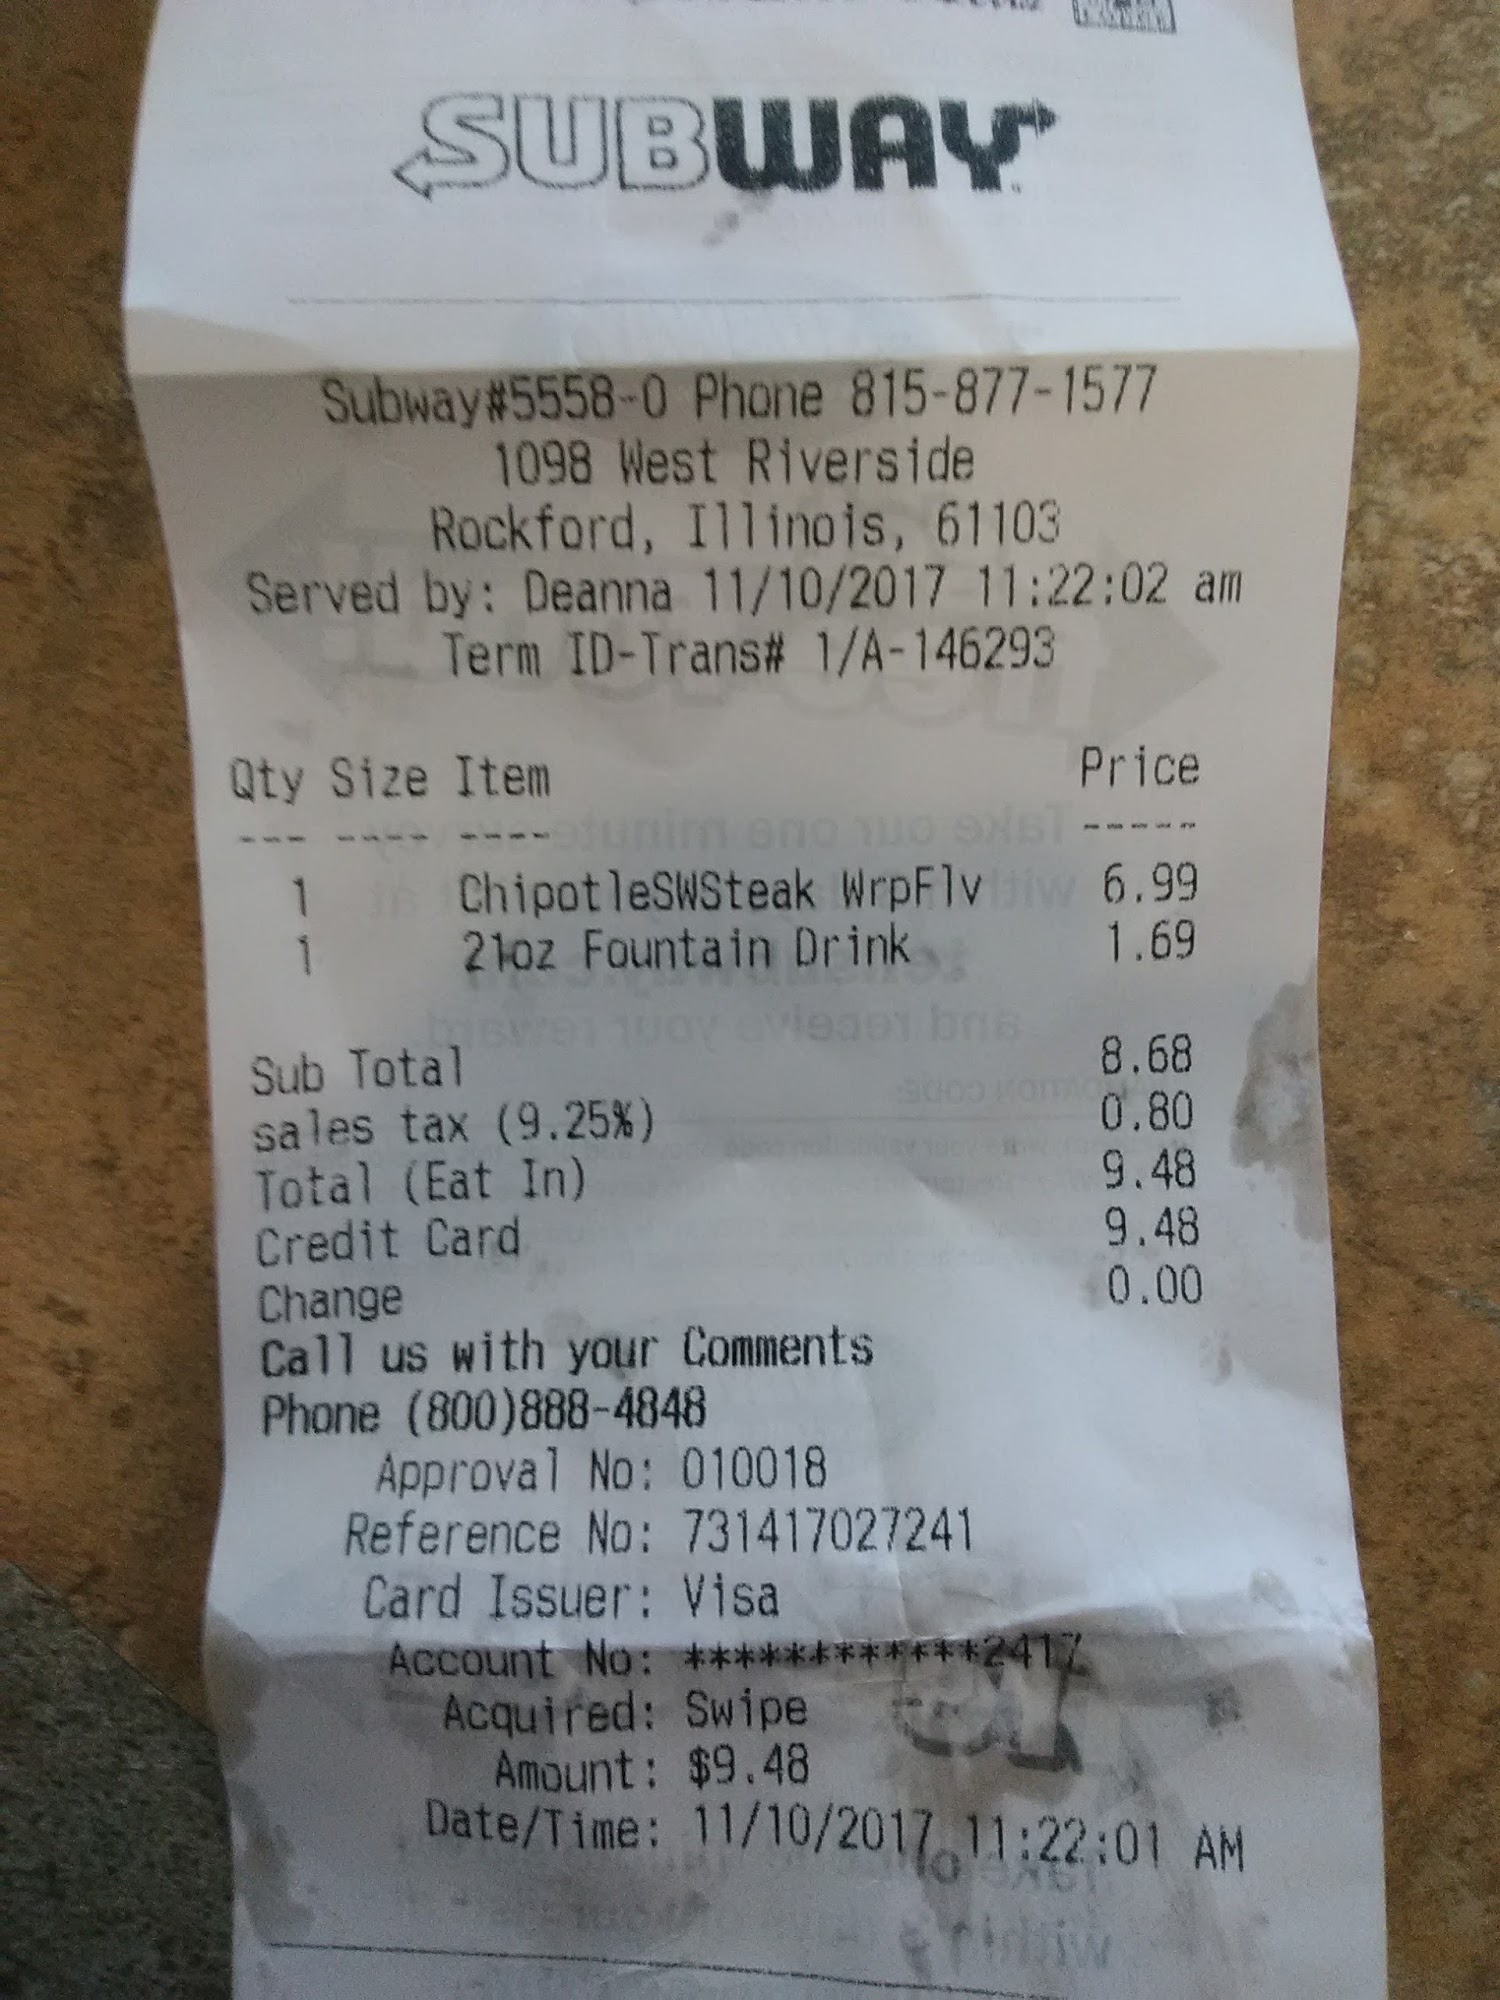 SUBWAY
Subway#5558-0 Phone 815-877-1577
1098 West Riverside
Rockford, Illinois, 61103
Served by: Deanna 11/10/2017 11:22:02 am
Term ID-Trans# 1/A-146293
Qty Size Item Price
--- ---- ---- -----
1 ChipotleSWSteak WrpFlv 6.99
1 21oz Fountain Drink 1.69
Sub Total 8.68
sales tax (9.25%) 0.80
Total (Eat In) 9.48
Credit Card 9.48
Change 0.00
Call us with your Comments
Phone (800)888-4848
Approval No: 010018
Reference No: 731417027241
Card Issuer: Visa
Account No: ************2417
Acquired: Swipe
Amount: $9.48
Date/Time: 11/10/2017 11:22:01 AM